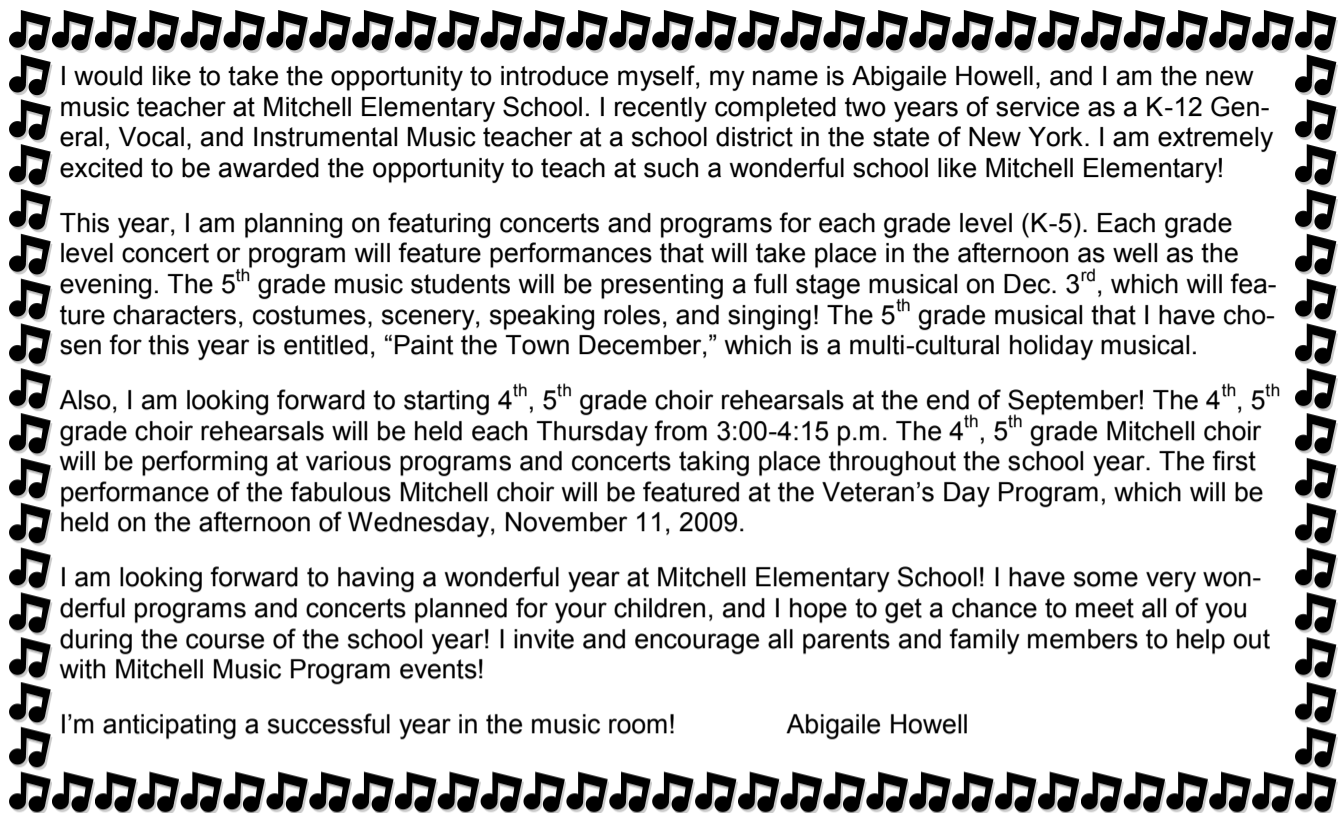 I would like to take the opportunity to introduce myself, my name is Abigaile Howell, and I am the new
music teacher at Mitchell Elementary School. I recently completed two years of service as a K-12 Gen-
eral, Vocal, and Instrumental Music teacher at a school district in the state of New York. I am extremely
excited to be awarded the opportunity to teach at such a wonderful school like Mitchell Elementary!
This year, I am planning on featuring concerts and programs for each grade level (K-5). Each grade
level concert or program will feature performances that will take place in the afternoon as well as the
evening. The 5th grade music students will be presenting a full stage musical on Dec. 3rd, which will fea-
ture characters, costumes, scenery, speaking roles, and singing! The 5th grade musical that I have cho-
sen for this year is entitled, “Paint the Town December,” which is a multi-cultural holiday musical.
Also, I am looking forward to starting 4th, 5th grade choir rehearsals at the end of September! The 4th, 5th
grade choir rehearsals will be held each Thursday from 3:00-4:15 p.m. The 4th, 5th grade Mitchell choir
will be performing at various programs and concerts taking place throughout the school year. The first
performance of the fabulous Mitchell choir will be featured at the Veteran’s Day Program, which will be
held on the afternoon of Wednesday, November 11, 2009.
I am looking forward to having a wonderful year at Mitchell Elementary School! I have some very won-
derful programs and concerts planned for your children, and I hope to get a chance to meet all of you
during the course of the school year! I invite and encourage all parents and family members to help out
with Mitchell Music Program events!
I’m anticipating a successful year in the music room! Abigaile Howell